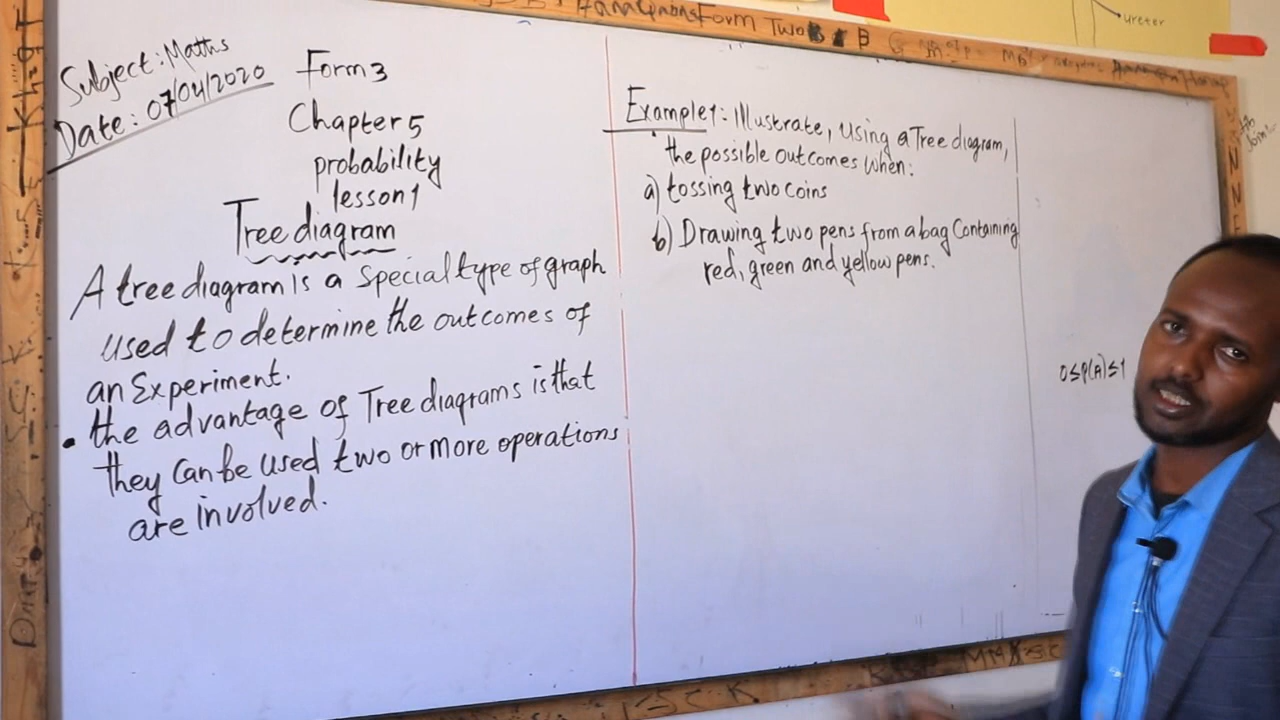 Subject: Maths
Date: 07/04/2020
Form 3
Chapter 5
probability
lesson 1
Tree diagram
A tree diagram is a special type of graph
used to determine the outcomes of
an Experiment.
• the advantage of Tree diagrams is that
they can be used two or more operations
are involved.
Example 1: Illustrate, using a Tree diagram,
the possible outcomes when:
a) tossing two coins
b) Drawing two pens from a bag Containing
red, green and yellow pens.
0≤P(A)≤1
Form Two
B
ureter